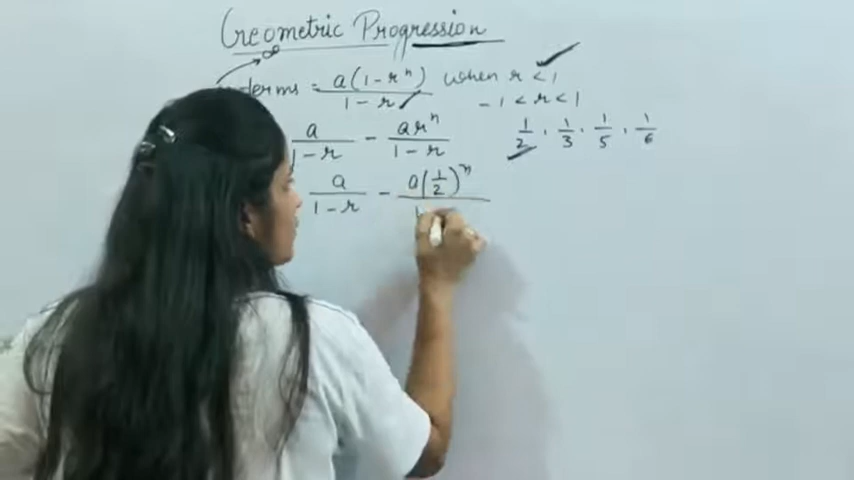 Geometric Progression
∞
terms = a(1-rⁿ)/1-r when r < 1
-1 < r < 1
a/1-r - arⁿ/1-r
1/2, 1/3, 1/5, 1/6
a/1-r - a(1/2)ⁿ/1